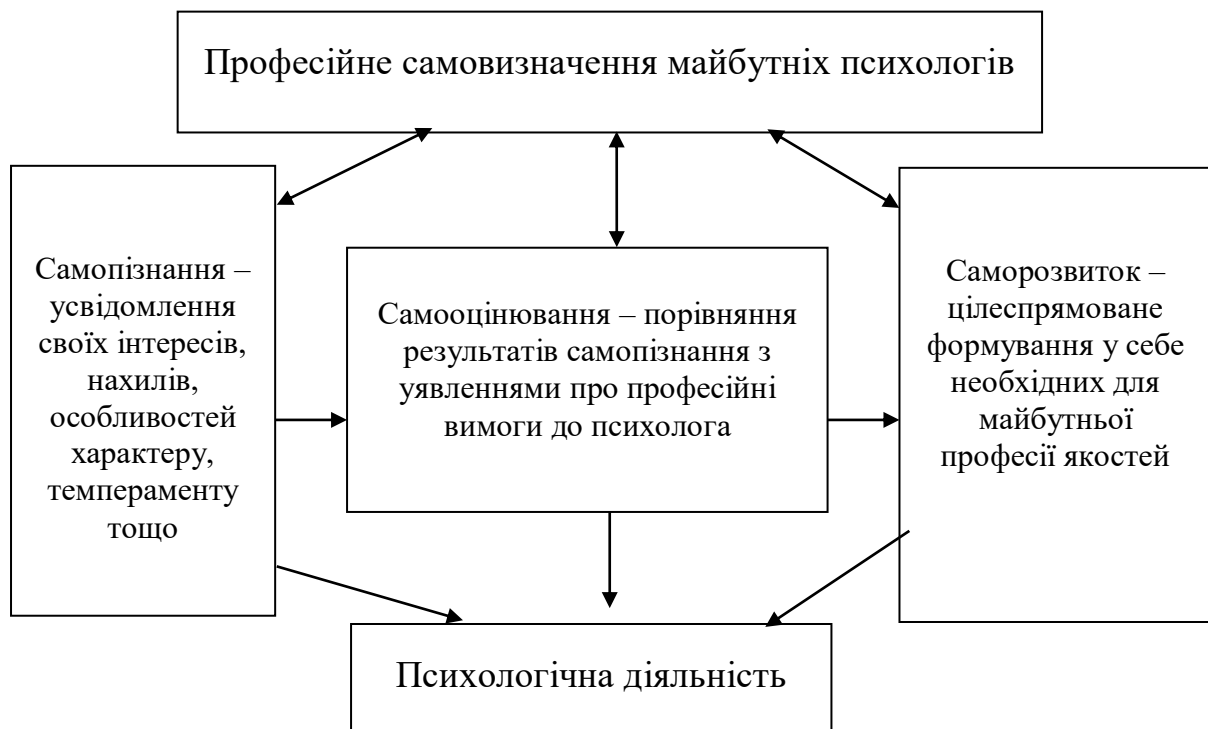 Професійне самовизначення майбутніх психологів
Самопізнання –
усвідомлення
своїх інтересів,
нахилів,
особливостей
характеру,
темпераменту
тощо
Самооцінювання – порівняння
результатів самопізнання з
уявленнями про професійні
вимоги до психолога
Саморозвиток –
цілеспрямоване
формування у себе
необхідних для
майбутньої
професії якостей
Психологічна діяльність